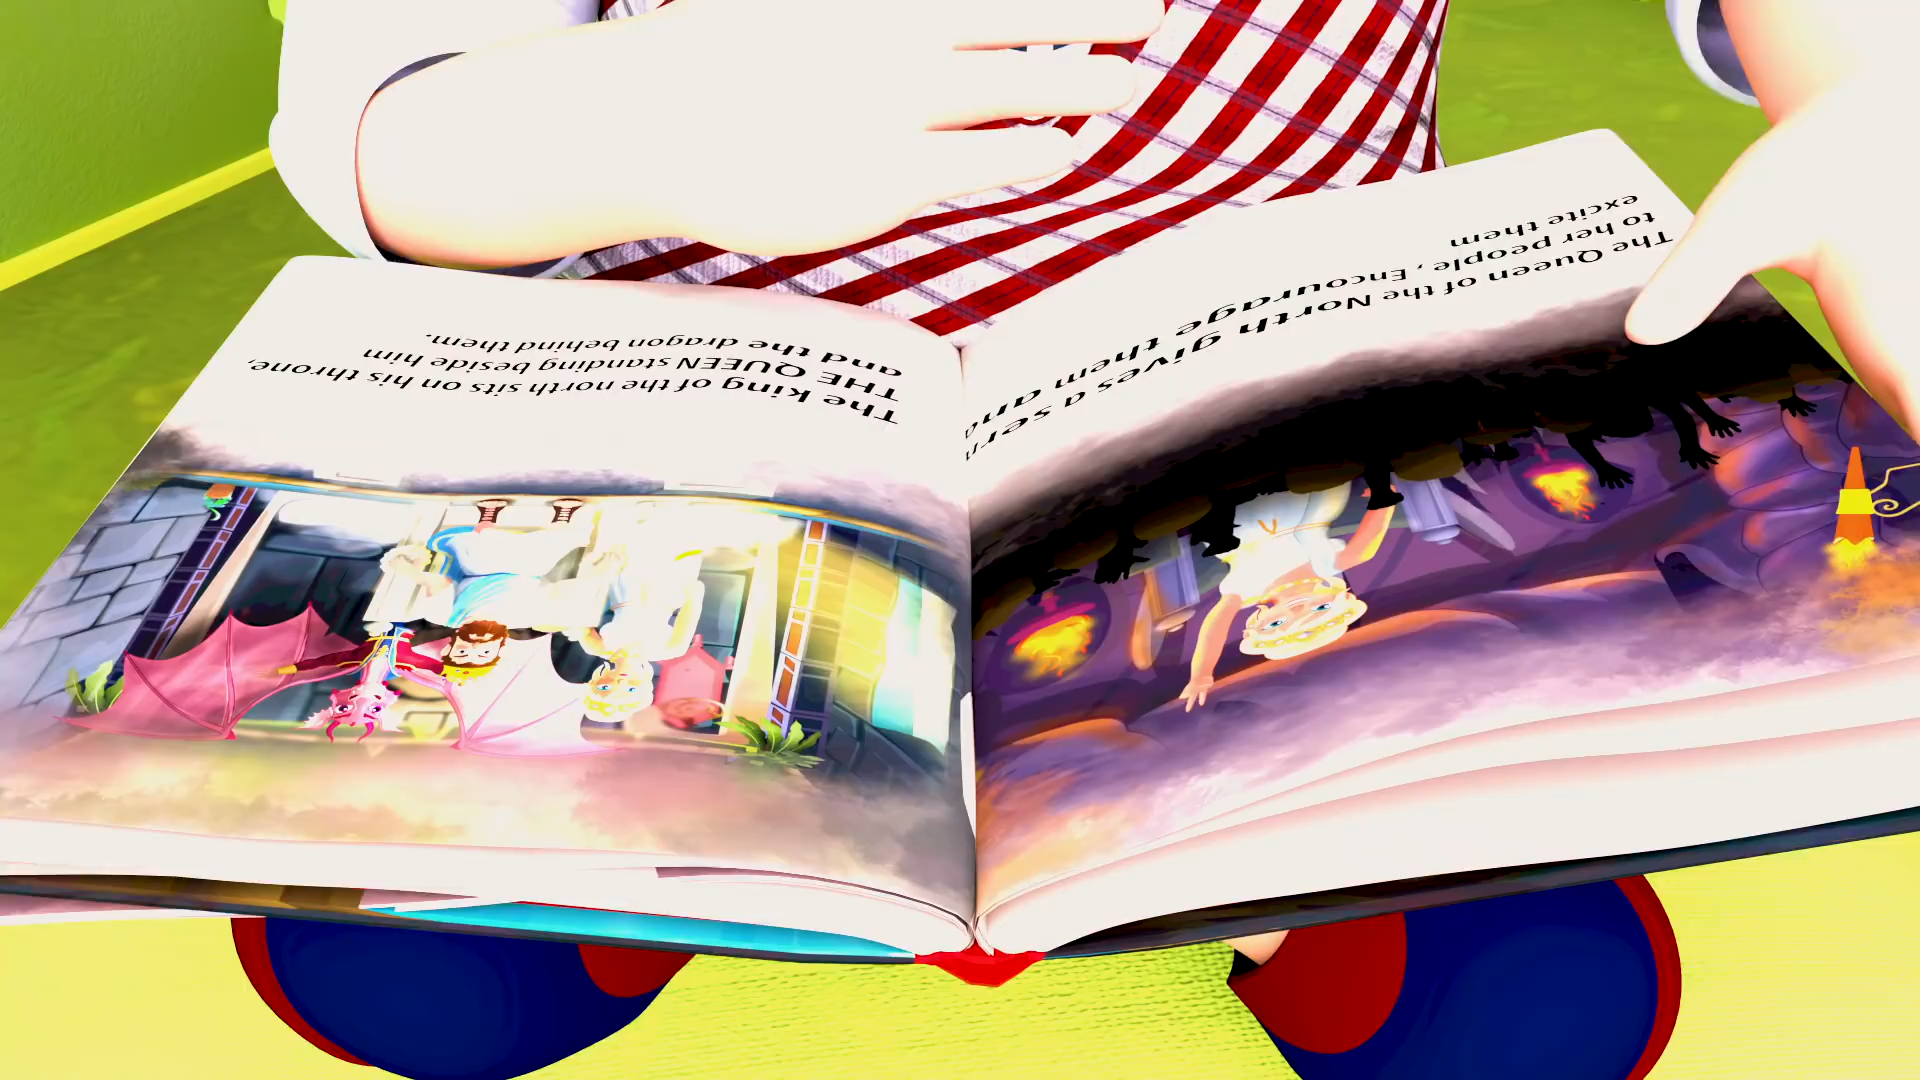 The Queen of the North gives a
to her people , Encourage them and
excite them
The king of the north sits on his throne,
THE QUEEN standing beside him
and the dragon behind them.